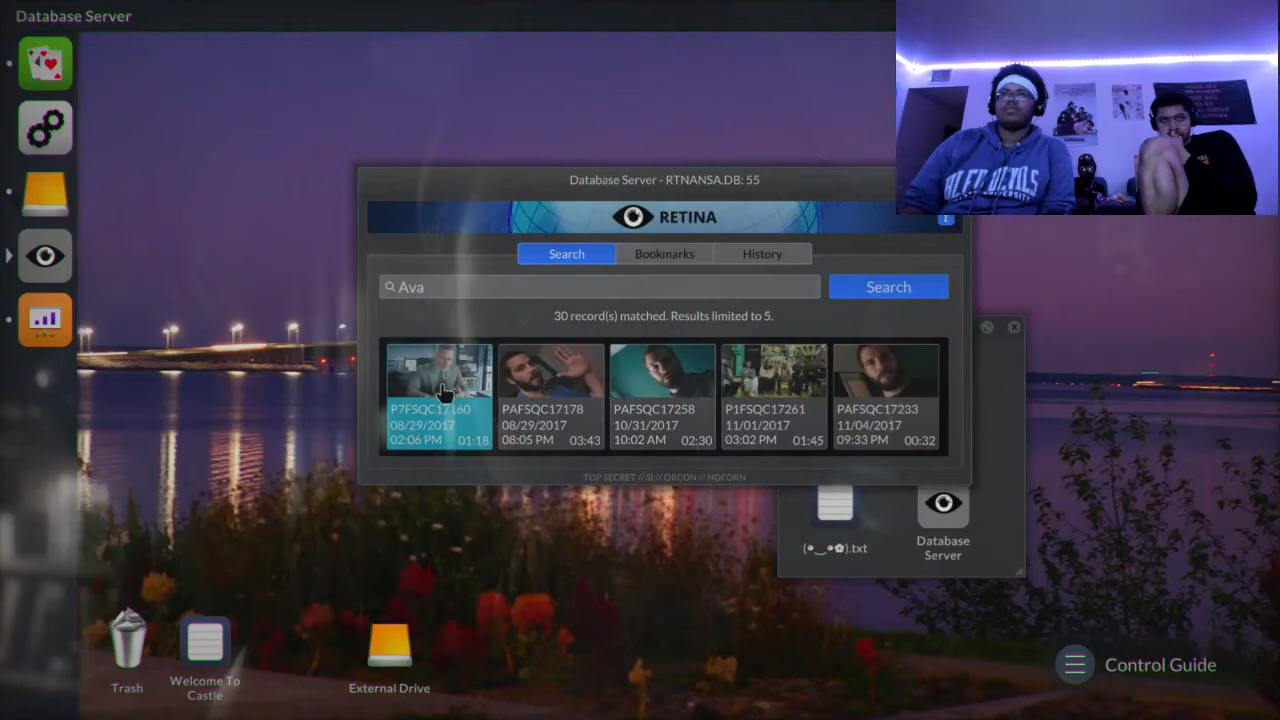 Database Server
Database Server - RTNANSA.DB: 55
RETINA
i
Search
Bookmarks
History
Ava
Search
30 record(s) matched. Results limited to 5.
P7FSQC17160
08/29/2017
02:06 PM 01:18
PAFSQC17178
08/29/2017
08:05 PM 03:43
PAFSQC17258
10/31/2017
10:02 AM 02:30
P1FSQC17261
11/01/2017
03:02 PM 01:45
PAFSQC17233
11/04/2017
09:33 PM 00:32
TOP SECRET // SI // ORCON // NOFORN
(•‿•✿).txt
Database
Server
Trash
Welcome To
Castle
External Drive
Control Guide